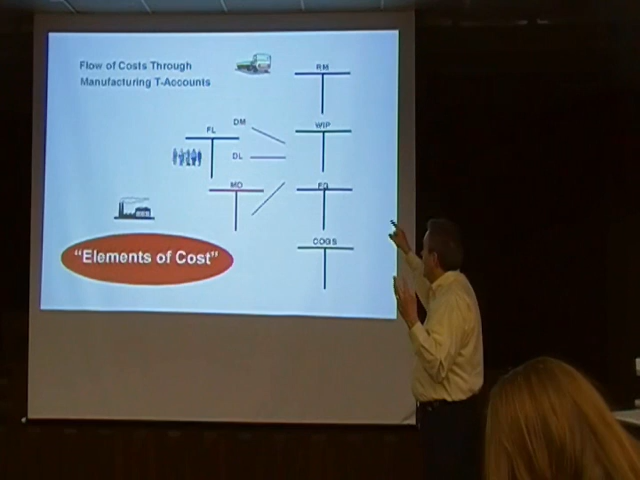 Flow of Costs Through
Manufacturing T-Accounts
RM
DM
WIP
FL
DL
MO
FG
COGS
"Elements of Cost"